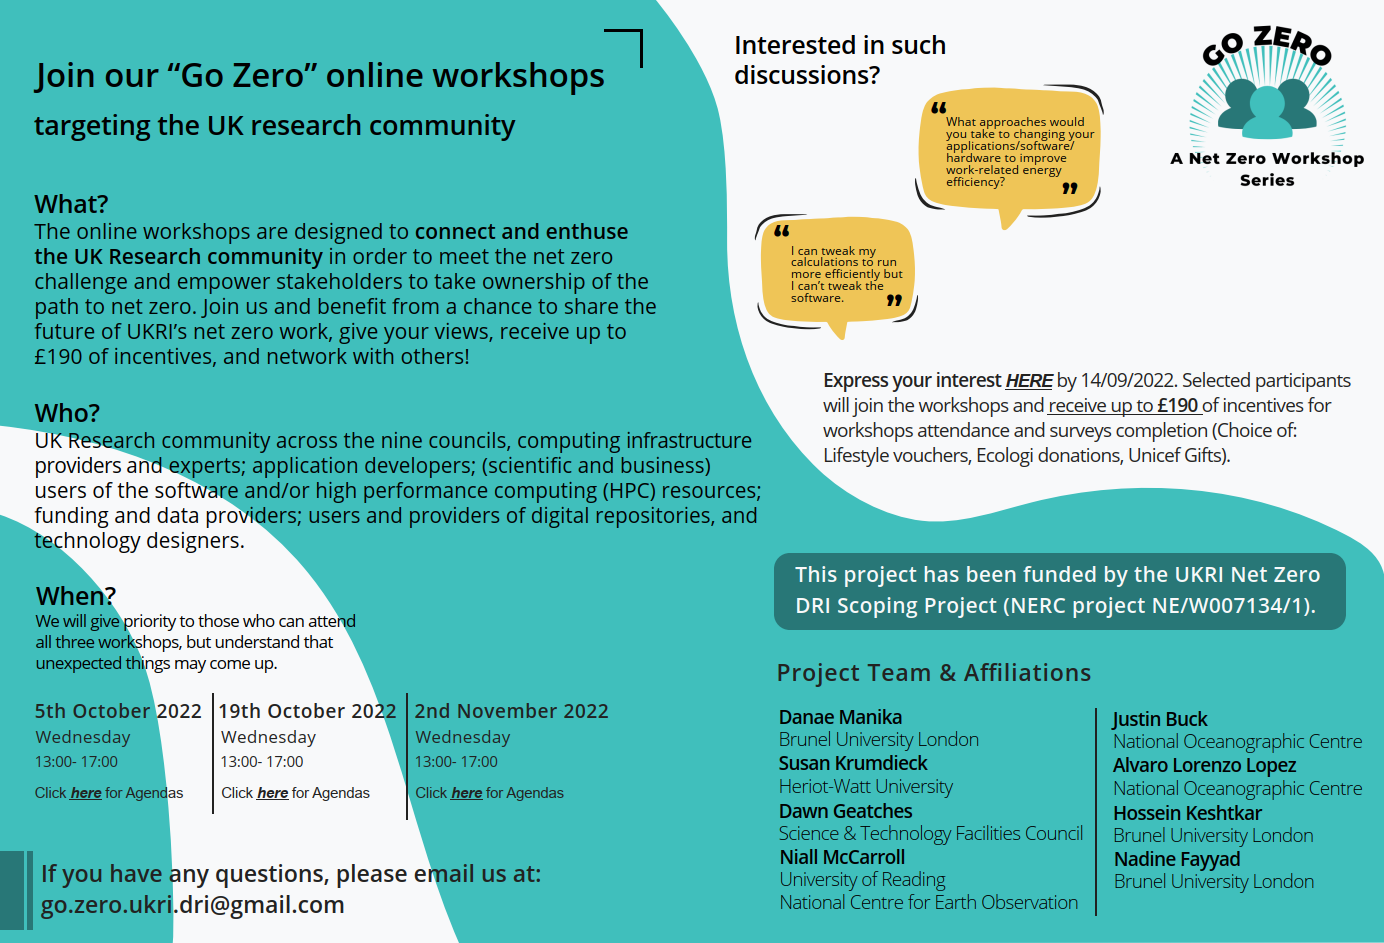 Join our “Go Zero” online workshops
targeting the UK research community
What?
The online workshops are designed to connect and enthuse
the UK Research community in order to meet the net zero
challenge and empower stakeholders to take ownership of the
path to net zero. Join us and benefit from a chance to share the
future of UKRI’s net zero work, give your views, receive up to
£190 of incentives, and network with others!
Who?
UK Research community across the nine councils, computing infrastructure
providers and experts; application developers; (scientific and business)
users of the software and/or high performance computing (HPC) resources;
funding and data providers; users and providers of digital repositories, and
technology designers.
When?
We will give priority to those who can attend
all three workshops, but understand that
unexpected things may come up.
5th October 2022
Wednesday
13:00- 17:00
Click here for Agendas
19th October 2022
Wednesday
13:00- 17:00
Click here for Agendas
2nd November 2022
Wednesday
13:00- 17:00
Click here for Agendas
If you have any questions, please email us at:
go.zero.ukri.dri@gmail.com
Interested in such
discussions?
“
What approaches would
you take to changing your
applications/software/
hardware to improve
work-related energy
efficiency?
”
“
I can tweak my
calculations to run
more efficiently but
I can’t tweak the
software.
”
GO ZERO
A Net Zero Workshop
Series
Express your interest HERE by 14/09/2022. Selected participants
will join the workshops and receive up to £190 of incentives for
workshops attendance and surveys completion (Choice of:
Lifestyle vouchers, Ecologi donations, Unicef Gifts).
This project has been funded by the UKRI Net Zero
DRI Scoping Project (NERC project NE/W007134/1).
Project Team & Affiliations
Danae Manika
Brunel University London
Susan Krumdieck
Heriot-Watt University
Dawn Geatches
Science & Technology Facilities Council
Niall McCarroll
University of Reading
National Centre for Earth Observation
Justin Buck
National Oceanographic Centre
Alvaro Lorenzo Lopez
National Oceanographic Centre
Hossein Keshtkar
Brunel University London
Nadine Fayyad
Brunel University London